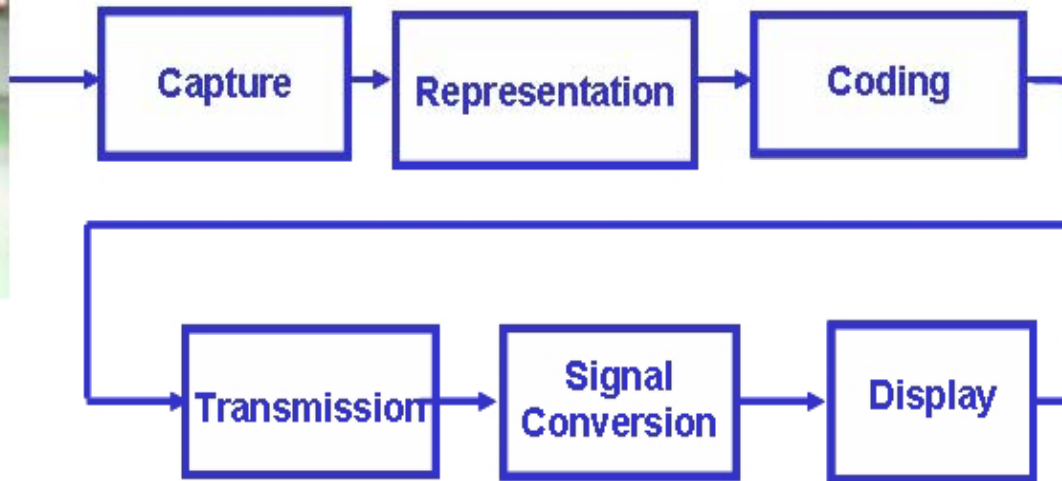 Capture
Representation
Coding
Transmission
Signal
Conversion
Display